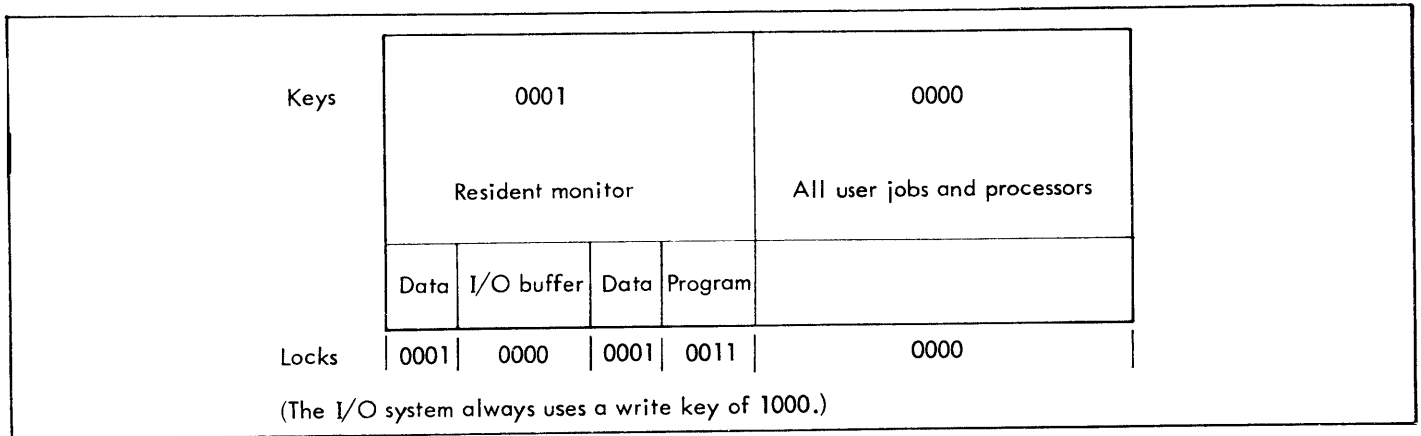 Keys 0001 0000
Resident monitor All user jobs and processors
Data I/O buffer Data Program
Locks 0001 0000 0001 0011 0000
(The I/O system always uses a write key of 1000.)